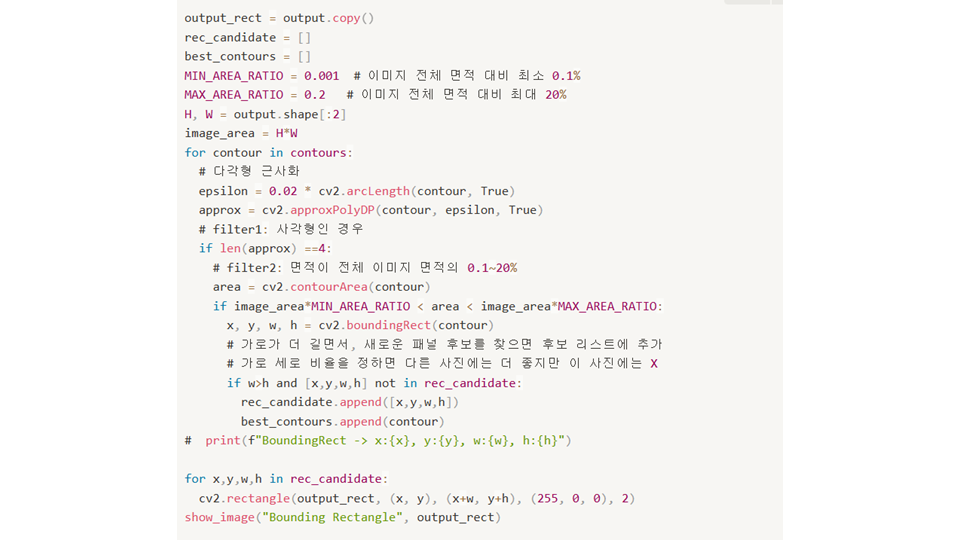 output_rect = output.copy()
rec_candidate = []
best_contours = []
MIN_AREA_RATIO = 0.001  # 이미지 전체 면적 대비 최소 0.1%
MAX_AREA_RATIO = 0.2   # 이미지 전체 면적 대비 최대 20%
H, W = output.shape[:2]
image_area = H*W
for contour in contours:
  # 다각형 근사화
  epsilon = 0.02 * cv2.arcLength(contour, True)
  approx = cv2.approxPolyDP(contour, epsilon, True)
  # filter1: 사각형인 경우
  if len(approx) ==4:
    # filter2: 면적이 전체 이미지 면적의 0.1~20%
    area = cv2.contourArea(contour)
    if image_area*MIN_AREA_RATIO < area < image_area*MAX_AREA_RATIO:
      x, y, w, h = cv2.boundingRect(contour)
      # 가로가 더 길면서, 새로운 패널 후보를 찾으면 후보 리스트에 추가
      # 가로 세로 비율을 정하면 다른 사진에는 더 좋지만 이 사진에는 X
      if w>h and [x,y,w,h] not in rec_candidate:
        rec_candidate.append([x,y,w,h])
        best_contours.append(contour)
#  print(f"BoundingRect -> x:{x}, y:{y}, w:{w}, h:{h}")
for x,y,w,h in rec_candidate:
  cv2.rectangle(output_rect, (x, y), (x+w, y+h), (255, 0, 0), 2)
show_image("Bounding Rectangle", output_rect)